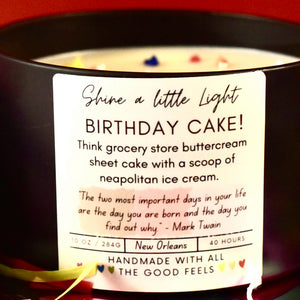 Shine a little Light
BIRTHDAY CAKE!
Think grocery store buttercream
sheet cake with a scoop of
neapolitan ice cream.
"The two most important days in your life
are the day you are born and the day you
find out why." - Mark Twain
10 OZ / 284G New Orleans 40 HOURS
HANDMADE WITH ALL
THE GOOD FEELS